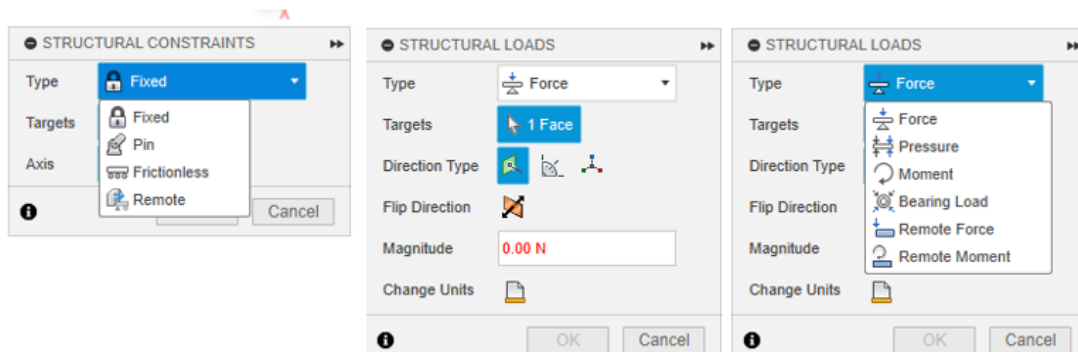 STRUCTURAL CONSTRAINTS
Type Fixed
Targets
Fixed
Pin
Axis
Frictionless
Remote
Cancel
STRUCTURAL LOADS
Type Force
Targets 1 Face
Direction Type
Flip Direction
Magnitude 0.00 N
Change Units
OK Cancel
STRUCTURAL LOADS
Type Force
Targets
Direction Type
Flip Direction
Magnitude
Force
Pressure
Moment
Bearing Load
Remote Force
Remote Moment
Change Units
OK Cancel